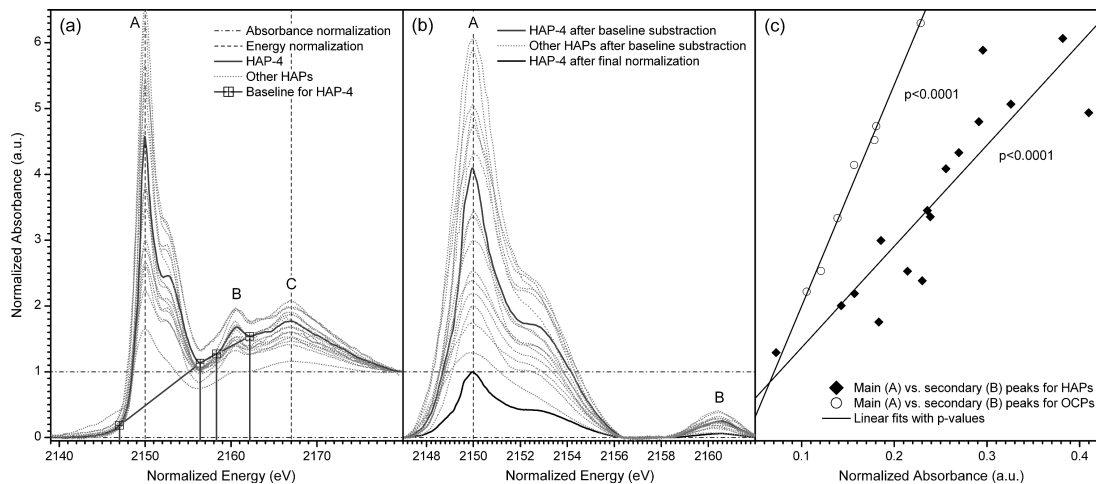 (a)
A
Absorbance normalization
Energy normalization
HAP-4
Other HAPs
Baseline for HAP-4
B
C
Normalized Absorbance (a.u.)
6
5
4
3
2
1
0
2140
2150
2160
2170
Normalized Energy (eV)
(b)
A
HAP-4 after baseline substraction
Other HAPs after baseline substraction
HAP-4 after final normalization
B
2148
2150
2152
2154
2156
2158
2160
Normalized Energy (eV)
(c)
p<0.0001
p<0.0001
Main (A) vs. secondary (B) peaks for HAPs
Main (A) vs. secondary (B) peaks for OCPs
Linear fits with p-values
0.1
0.2
0.3
0.4
Normalized Absorbance (a.u.)